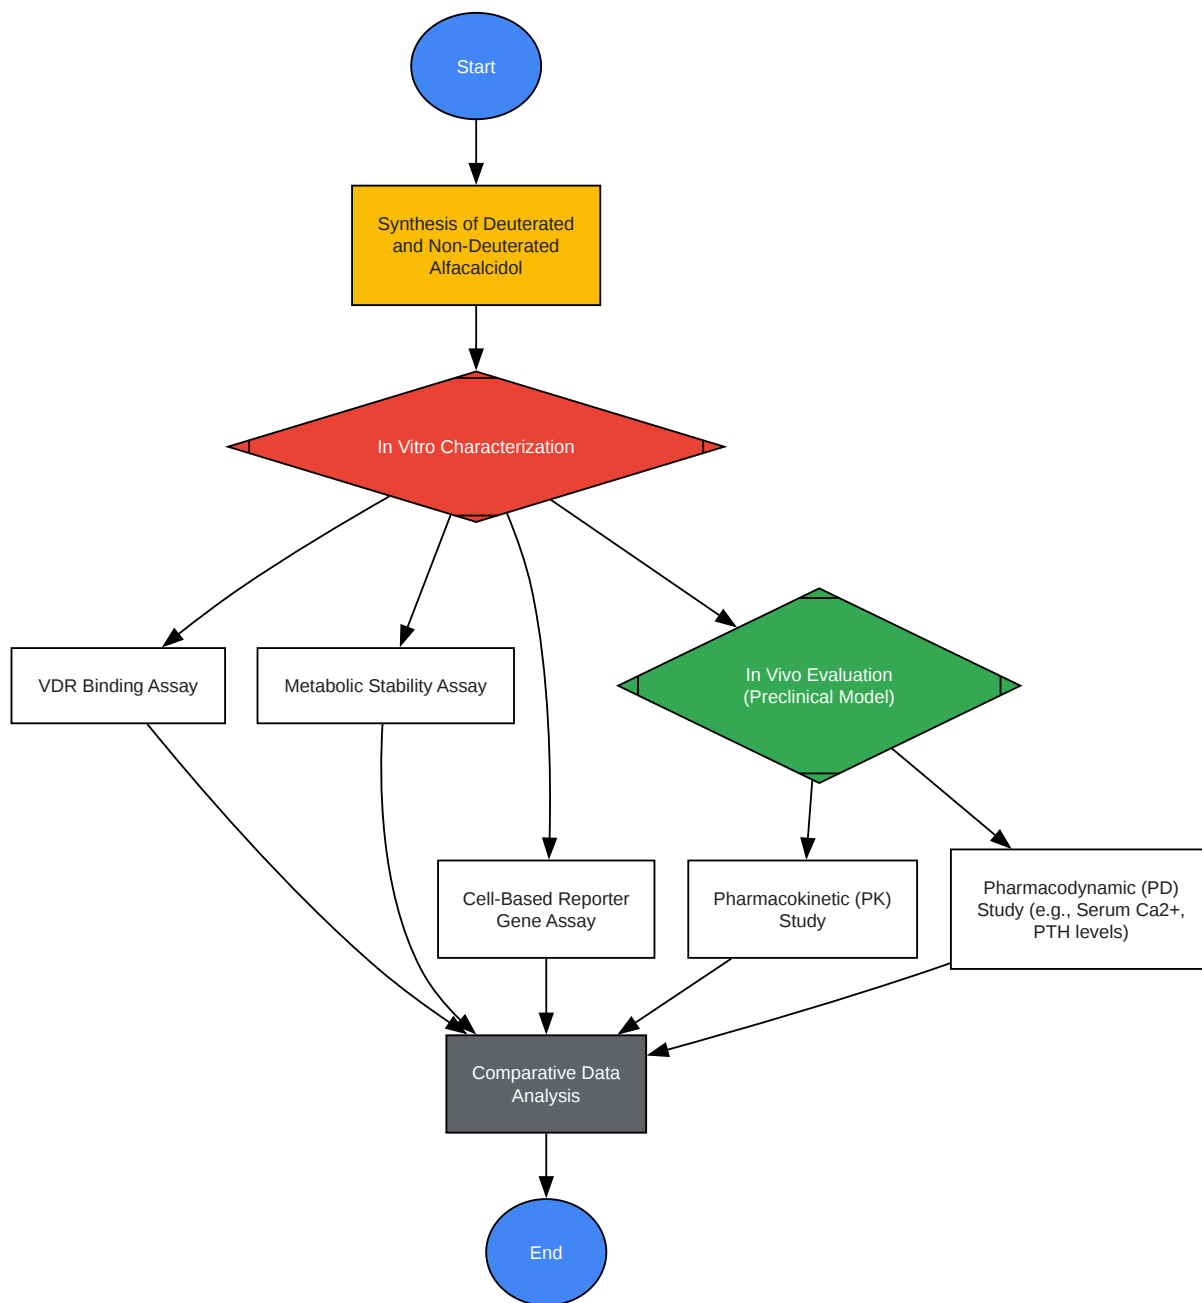 Start
Synthesis of Deuterated
and Non-Deuterated
Alfacalcidol
In Vitro Characterization
In Vivo Evaluation
(Preclinical Model)
VDR Binding Assay
Metabolic Stability Assay
Cell-Based Reporter
Gene Assay
Pharmacokinetic (PK)
Study
Pharmacodynamic (PD)
Study (e.g., Serum Ca2+,
PTH levels)
Comparative Data
Analysis
End